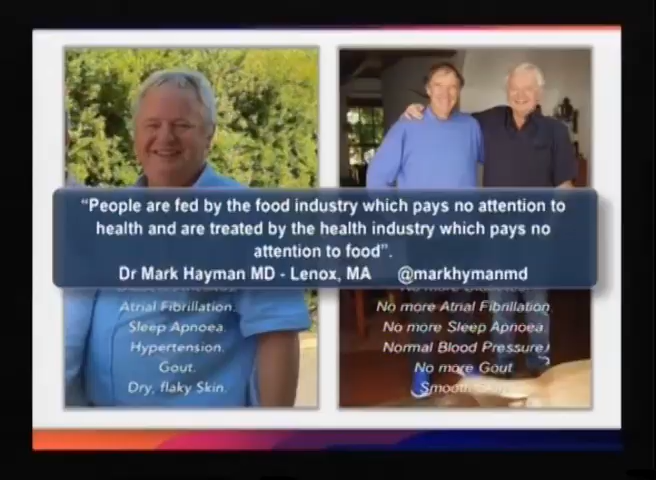 “People are fed by the food industry which pays no attention to
health and are treated by the health industry which pays no
attention to food”.
Dr Mark Hayman MD - Lenox, MA @markhymanmd
Atrial Fibrillation.
Sleep Apnoea.
Hypertension.
Gout.
Dry, flaky Skin.
No more Atrial Fibrillation
No more Sleep Apnoea.
Normal Blood Pressure
No more Gout
Smooth Skin